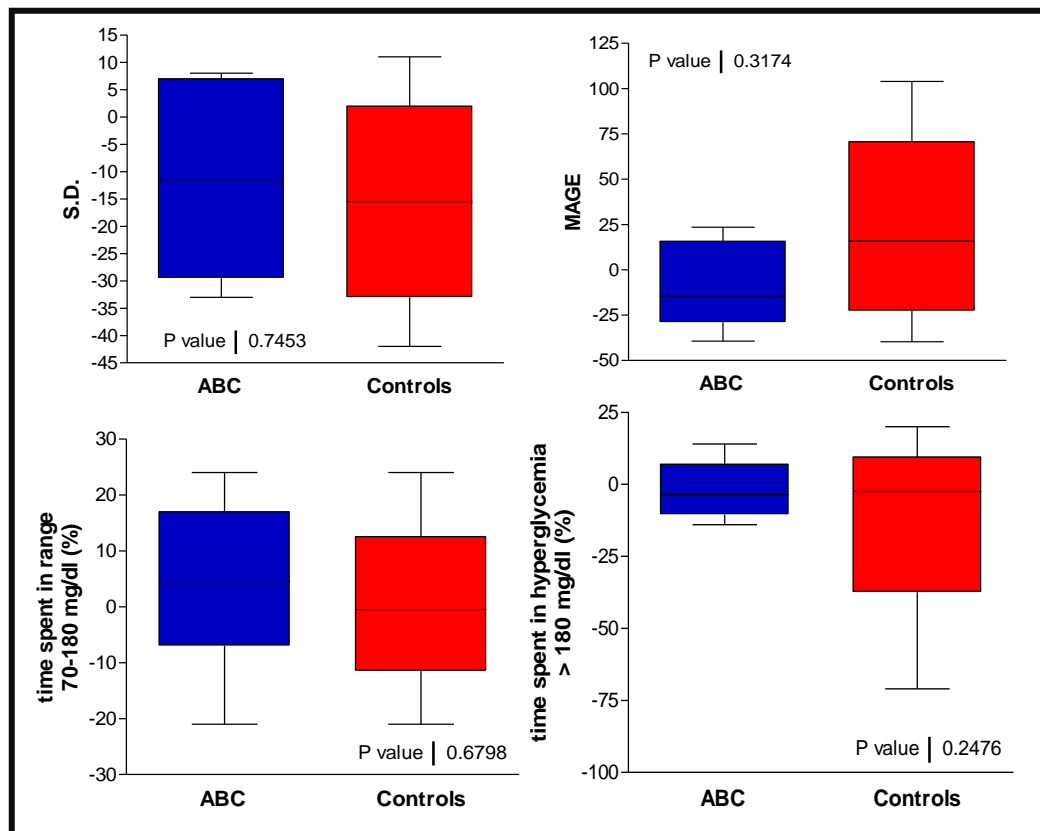 S.D.
15
10
5
0
-5
-10
-15
-20
-25
-30
-35
-40
-45
P value | 0.7453
ABC
Controls
MAGE
125
100
75
50
25
0
-25
-50
P value | 0.3174
ABC
Controls
time spent in range
70-180 mg/dl (%)
30
20
10
0
-10
-20
-30
P value | 0.6798
ABC
Controls
time spent in hyperglycemia
> 180 mg/dl (%)
25
0
-25
-50
-75
-100
P value | 0.2476
ABC
Controls